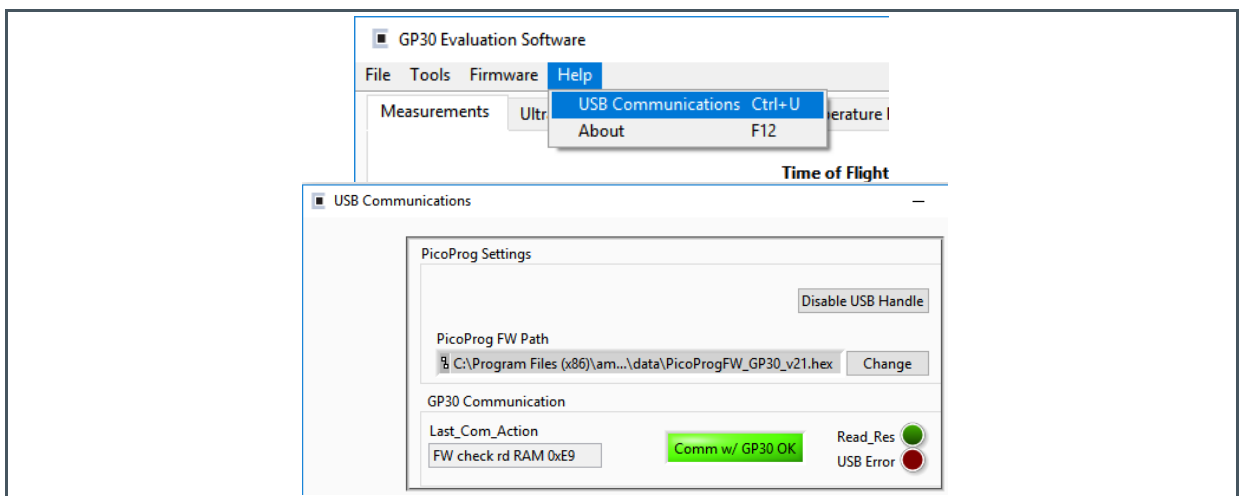 GP30 Evaluation Software
File Tools Firmware Help
Measurements Ultr
USB Communications Ctrl+U
About F12
erature
Time of Flight
USB Communications
PicoProg Settings
Disable USB Handle
PicoProg FW Path
C:\Program Files (x86)\am...\data\PicoProgFW_GP30_v21.hex Change
GP30 Communication
Last_Com_Action
FW check rd RAM 0xE9
Comm w/ GP30 OK
Read_Res
USB Error